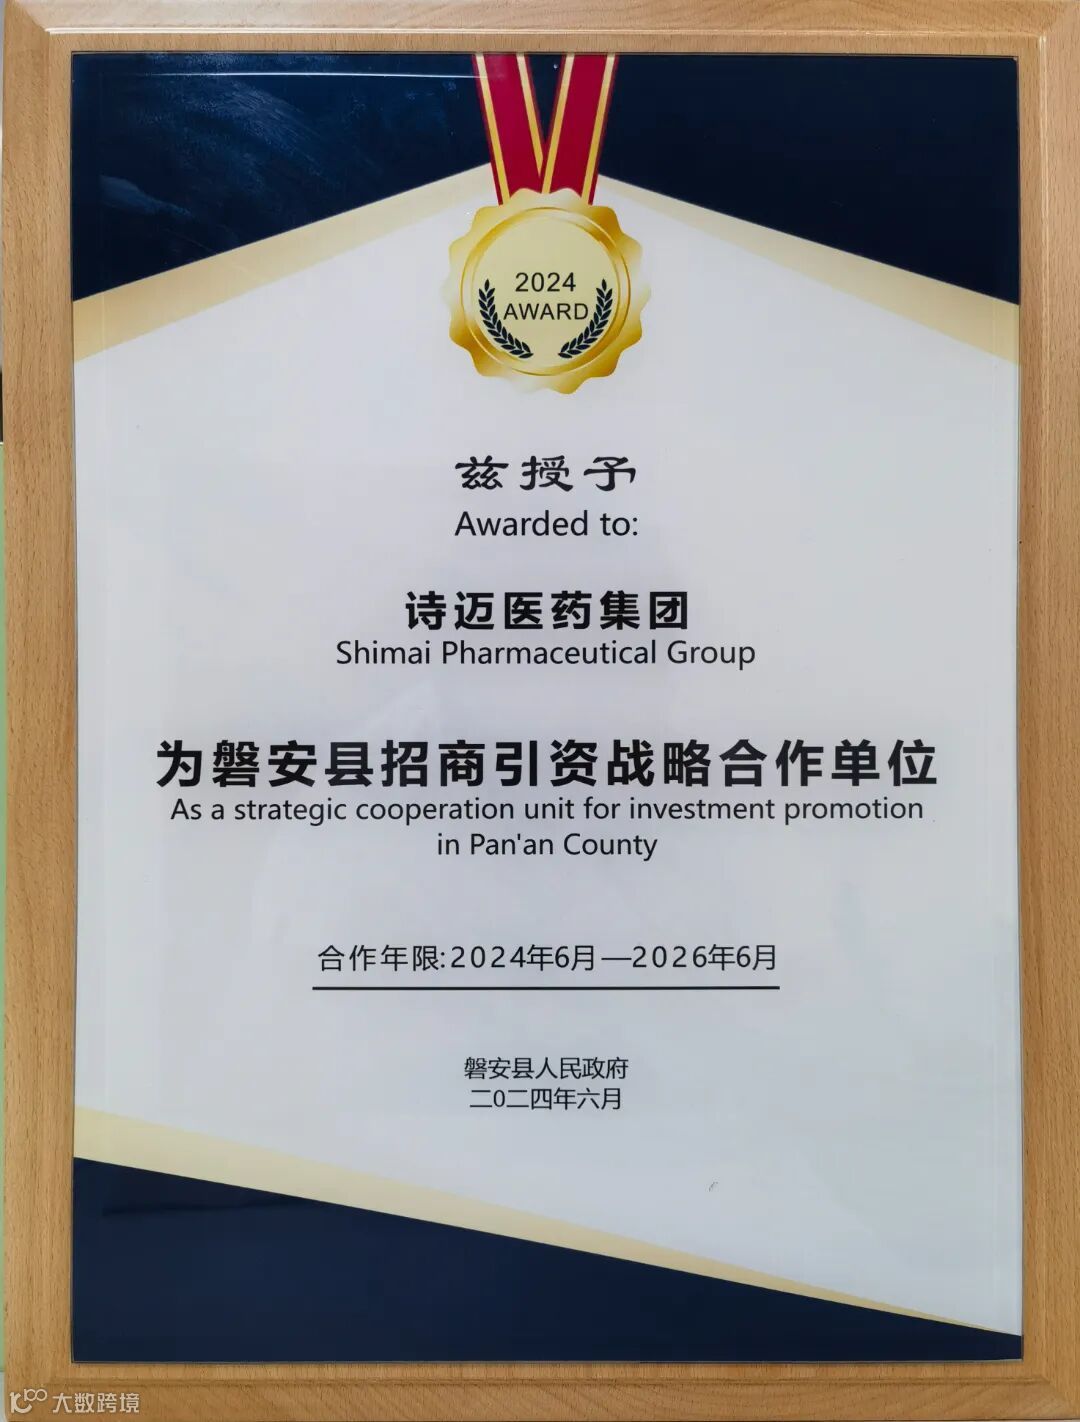 2024
AWARD
兹授予
Awarded to:
诗迈医药集团
Shimai Pharmaceutical Group
为磐安县招商引资战略合作单位
As a strategic cooperation unit for investment promotion
in Pan'an County
合作年限:2024年6月—2026年6月
磐安县人民政府
二0二四年六月
大数跨境